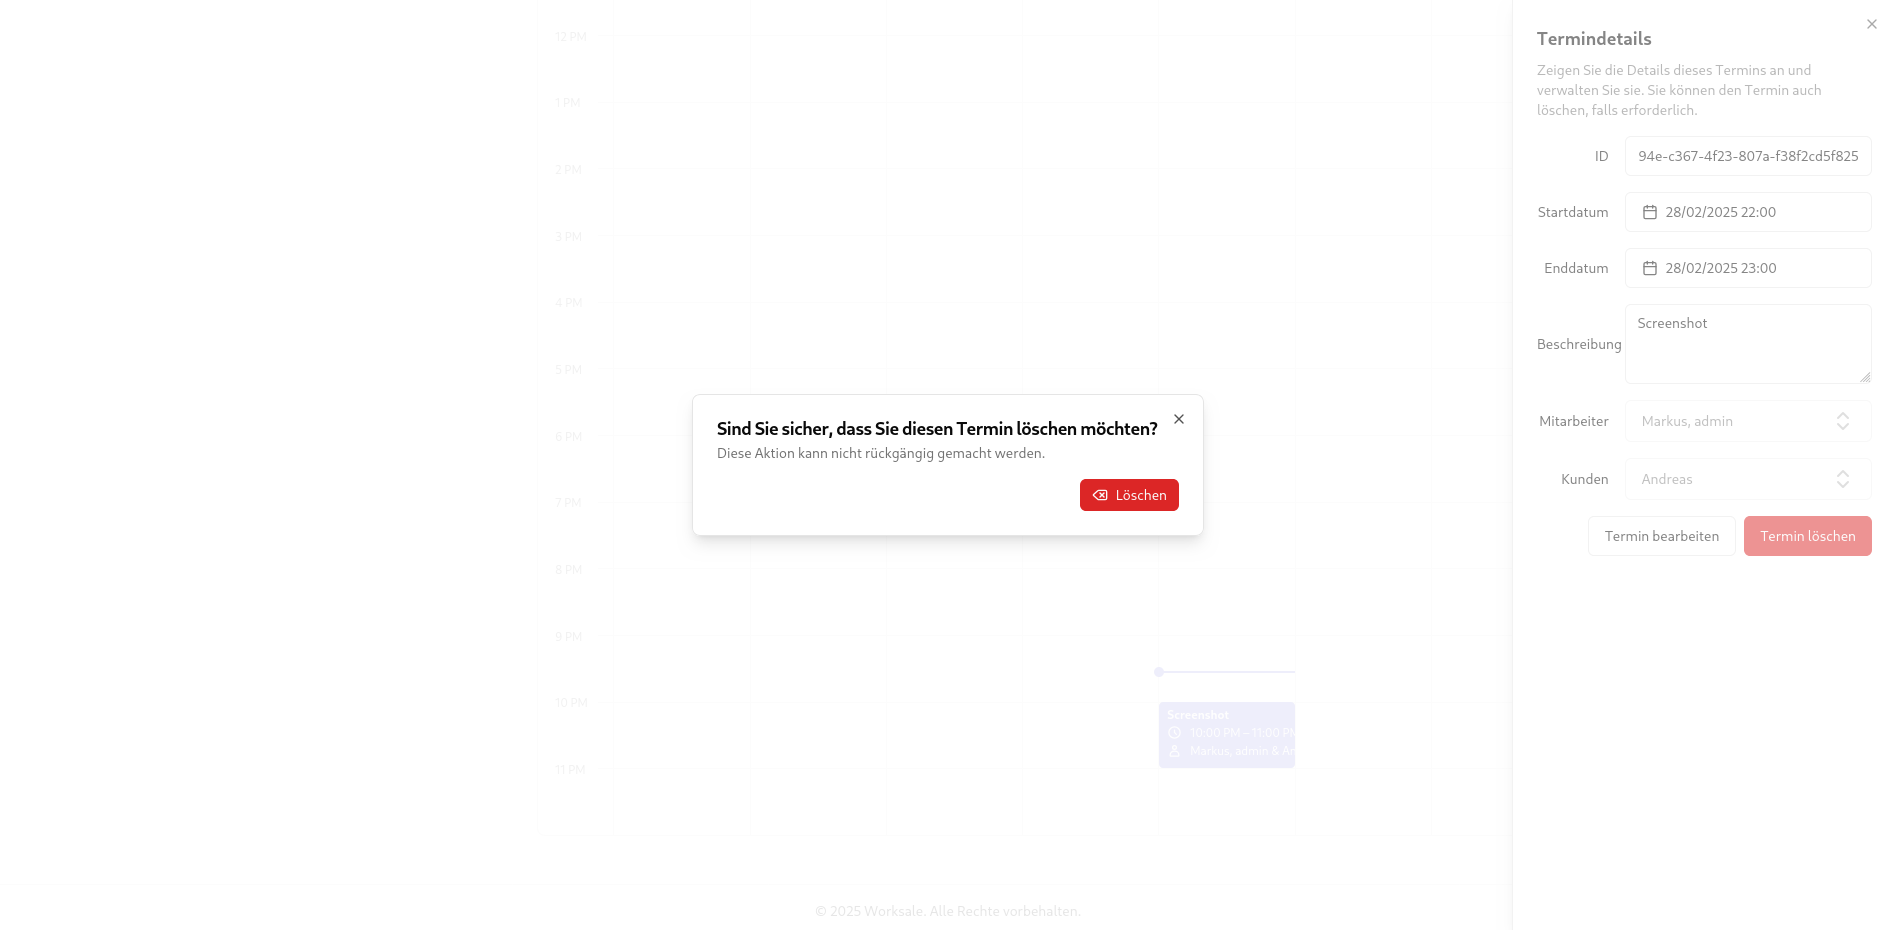 12 PM
1 PM
2 PM
3 PM
4 PM
5 PM
6 PM
7 PM
8 PM
9 PM
10 PM
11 PM
Screenshot
10:00 PM - 11:00 PM
Markus, admin &
Sind Sie sicher, dass Sie diesen Termin löschen möchten?
Diese Aktion kann nicht rückgängig gemacht werden.
Löschen
Termindetails
Zeigen Sie die Details dieses Termins an und
verwalten Sie sie. Sie können den Termin auch
löschen, falls erforderlich.
ID 94e-c367-4f23-807a-f38f2cd5f825
Startdatum 28/02/2025 22:00
Enddatum 28/02/2025 23:00
Beschreibung Screenshot
Mitarbeiter Markus, admin
Kunden Andreas
Termin bearbeiten Termin löschen
© 2025 Worksale. Alle Rechte vorbehalten.